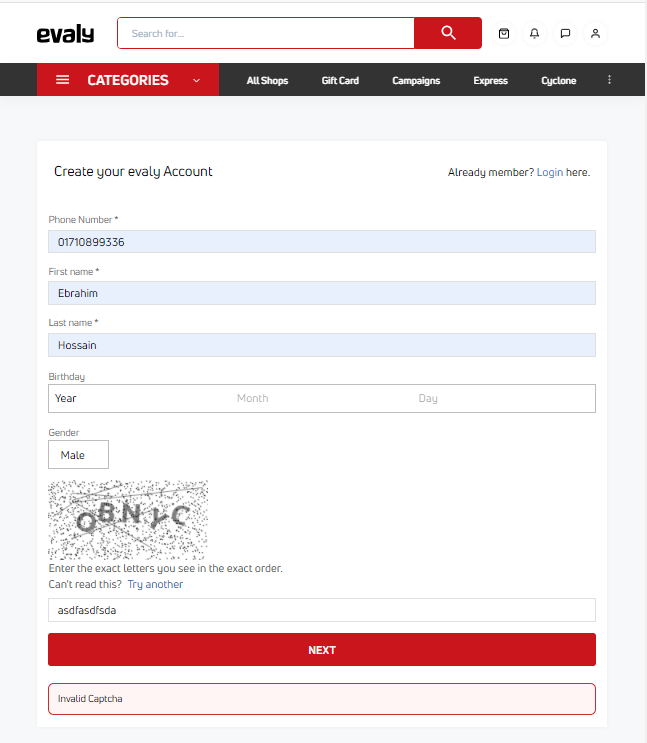 evaly
Search for...
CATEGORIES All Shops Gift Card Campaigns Express Cyclone
Create your evaly Account
Already member? Login here.
Phone Number *
01710899336
First name *
Ebrahim
Last name *
Hossain
Birthday
Year Month Day
Gender
Male
Enter the exact letters you see in the exact order.
Can't read this? Try another
asdfasdfsda
NEXT
Invalid Captcha